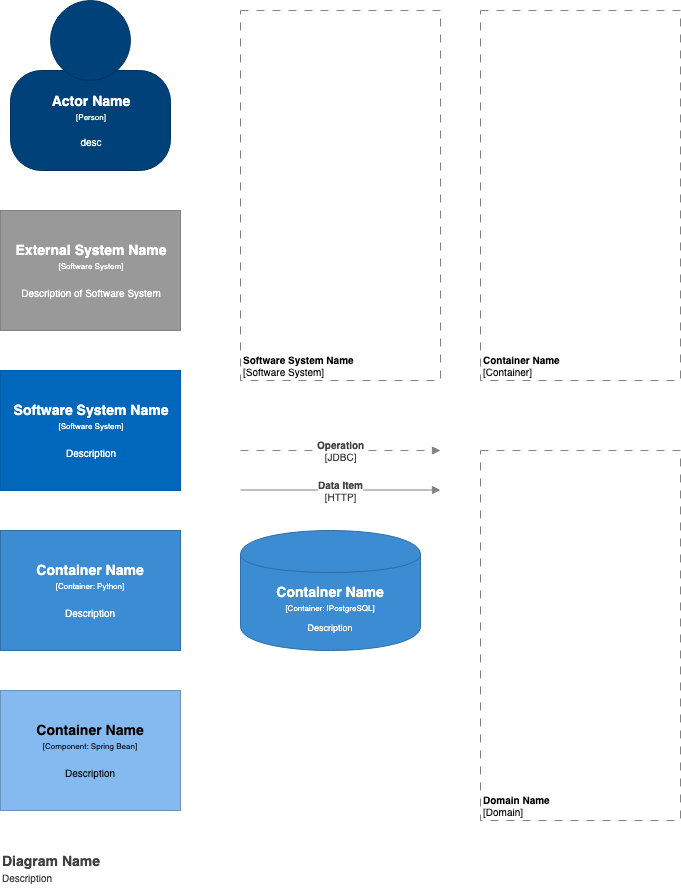 Actor Name
[Person]
desc
External System Name
[Software System]
Description of Software System
Software System Name
[Software System]
Container Name
[Container]
Software System Name
[Software System]
Description
Operation
[JDBC]
Data Item
[HTTP]
Container Name
[Container: Python]
Description
Container Name
[Container: IPostgreSQL]
Description
Container Name
[Component: Spring Bean]
Description
Domain Name
[Domain]
Diagram Name
Description